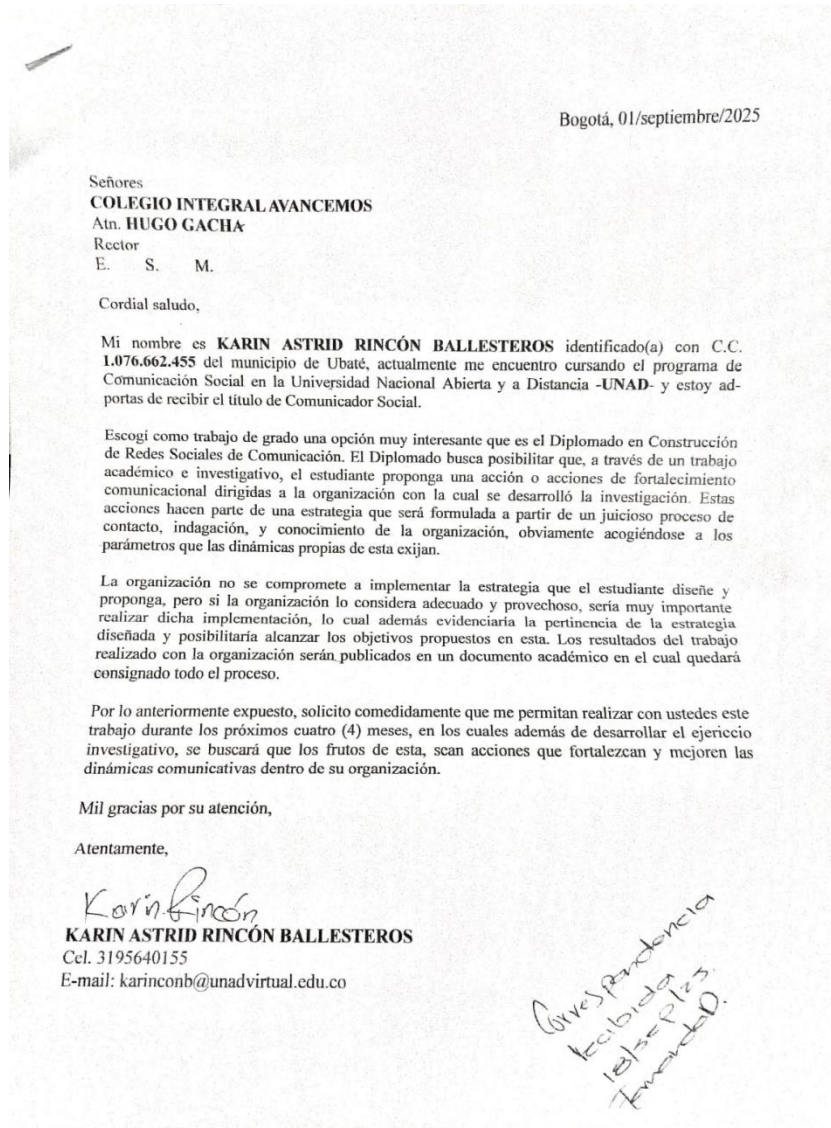 Bogotá, 01/septiembre/2025
Señores
COLEGIO INTEGRAL AVANCEMOS
Atn. HUGO GACHA
Rector
E. S. M.
Cordial saludo,
Mi nombre es KARIN ASTRID RINCÓN BALLESTEROS identificado(a) con C.C.
1.076.662.455 del municipio de Ubaté, actualmente me encuentro cursando el programa de
Comunicación Social en la Universidad Nacional Abierta y a Distancia -UNAD- y estoy ad-
portas de recibir el título de Comunicador Social.
Escogí como trabajo de grado una opción muy interesante que es el Diplomado en Construcción
de Redes Sociales de Comunicación. El Diplomado busca posibilitar que, a través de un trabajo
académico e investigativo, el estudiante proponga una acción o acciones de fortalecimiento
comunicacional dirigidas a la organización con la cual se desarrolló la investigación. Estas
acciones hacen parte de una estrategia que será formulada a partir de un juicioso proceso de
contacto, indagación, y conocimiento de la organización, obviamente acogiéndose a los
parámetros que las dinámicas propias de esta exijan.
La organización no se compromete a implementar la estrategia que el estudiante diseñe y
proponga, pero si la organización lo considera adecuado y provechoso, sería muy importante
realizar dicha implementación, lo cual además evidenciaría la pertinencia de la estrategia
diseñada y posibilitaría alcanzar los objetivos propuestos en esta. Los resultados del trabajo
realizado con la organización serán publicados en un documento académico en el cual quedará
consignado todo el proceso.
Por lo anteriormente expuesto, solicito comedidamente que me permitan realizar con ustedes este
trabajo durante los próximos cuatro (4) meses, en los cuales además de desarrollar el ejericcio
investigativo, se buscará que los frutos de esta, sean acciones que fortalezcan y mejoren las
dinámicas comunicativas dentro de su organización.
Mil gracias por su atención,
Atentamente,
Karin Rincón
KARIN ASTRID RINCÓN BALLESTEROS
Cel. 3195640155
E-mail: karinconb@unadvirtual.edu.co
Correspondencia
recibida
18/sep/25.